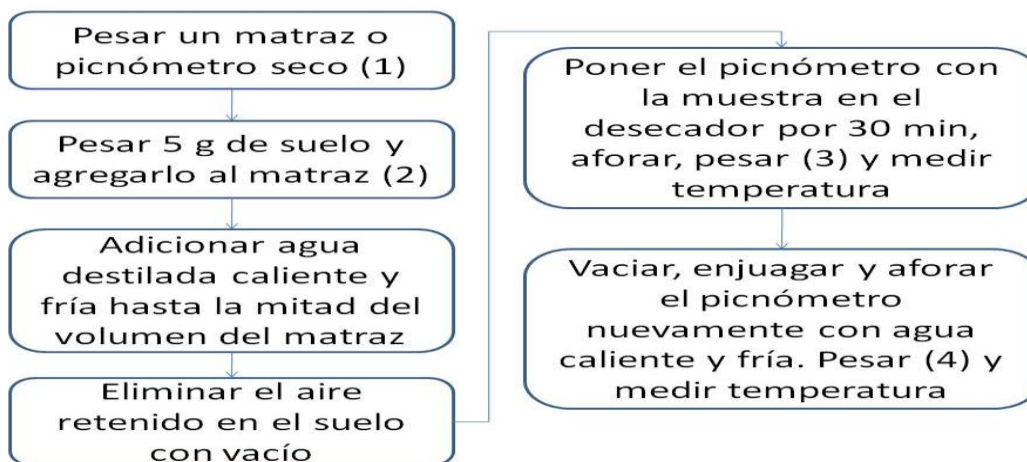 Pesar un matraz o
picnómetro seco (1)
Pesar 5 g de suelo y
agregarlo al matraz (2)
Adicionar agua
destilada caliente y
fría hasta la mitad del
volumen del matraz
Eliminar el aire
retenido en el suelo
con vacío
Poner el picnómetro con
la muestra en el
desecador por 30 min,
aforar, pesar (3) y medir
temperatura
Vaciar, enjuagar y aforar
el picnómetro
nuevamente con agua
caliente y fría. Pesar (4) y
medir temperatura